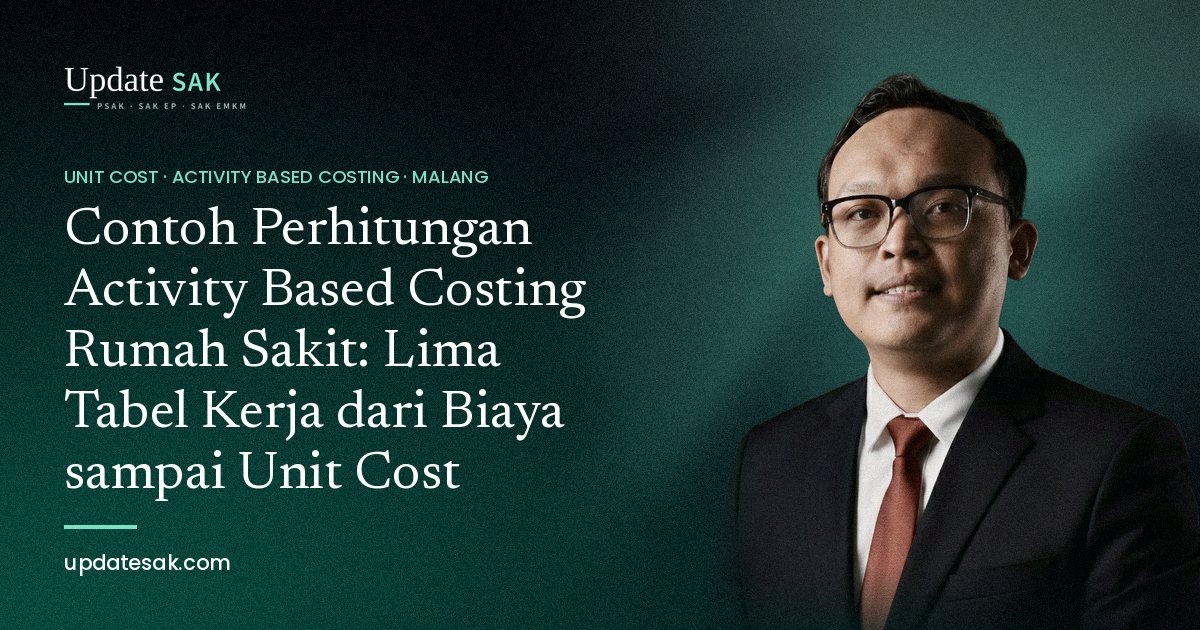 Update SAK
PSAK · SAK EP · SAK EMKM
UNIT COST · ACTIVITY BASED COSTING · MALANG
Contoh Perhitungan
Activity Based Costing
Rumah Sakit: Lima
Tabel Kerja dari Biaya
sampai Unit Cost
updatesak.com